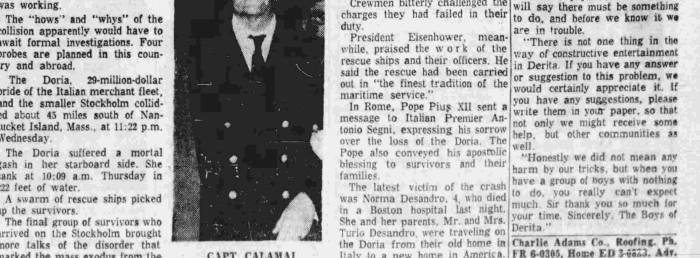 was working.
The "hows" and "whys" of the
collision apparently would have to
await formal investigations. Four
probes are planned in this coun-
try and abroad.
The Doria. 29-million-dollar
pride of the Italian merchant fleet,
and the smaller Stockholm collid-
ed about 45 miles south of Nan-
tucket Island, Mass., at 11:22 p.m.
Wednesday.
The Doria suffered a mortal
gash in her starboard side. She
sank at 10:09 a.m. Thursday in
222 feet of water.
A swarm of rescue ships picked
up the survivors.
The final group of survivors who
arrived on the Stockholm brought
more talks of the disorder that
marked the mass exodus from the
CAPT. CALAMAI
Crewmen bitterly challenged the
charges they had failed in their
duty.
President Eisenhower, mean-
while, praised the work of the
rescue ships and their officers. He
said the rescue had been carried
out in "the finest tradition of the
maritime service."
In Rome, Pope Pius XII sent a
message to Italian Premier An-
tonio Segni, expressing his sorrow
over the loss of the Doria. The
Pope also conveyed his apostolic
blessing to survivors and their
families.
The latest victim of the crash
was Norma Desandro, 4, who died
in a Boston hospital last night.
She and her parents, Mr. and Mrs.
Turio Desandro, were traveling on
the Doria from their old home in
Italy to a new home in America.
will say there must be something
to do, and before we know it we
are in trouble.
"There is not one thing in the
way of constructive entertainment
in Derita. If you have any answer
or suggestion to this problem, we
would certainly appreciate it. If
you have any suggestions, please
write them in your paper, so that
not only we might receive some
help, but other communities as
well.
"Honestly we did not mean any
harm by our tricks, but when you
have a group of boys with nothing
to do, you really can't expect
much. Sir thank you so much for
your time. Sincerely. The Boys of
Derita."
Charlie Adams Co., Roofing. Ph.
FR 6-0305. Home ED Adv.